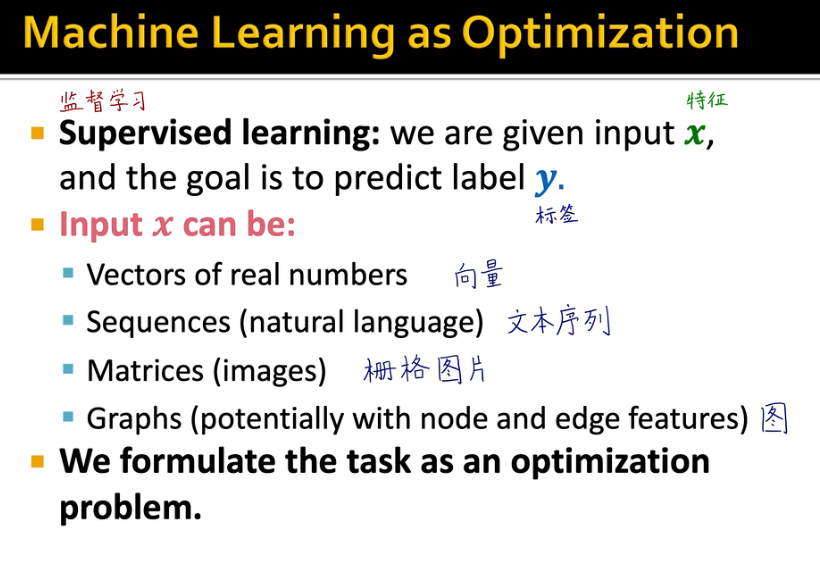 Machine Learning as Optimization
监督学习 特征
Supervised learning: we are given input x,
and the goal is to predict label y.
标签
Input x can be:
Vectors of real numbers 向量
Sequences (natural language) 文本序列
Matrices (images) 栅格图片
Graphs (potentially with node and edge features) 图
We formulate the task as an optimization
problem.